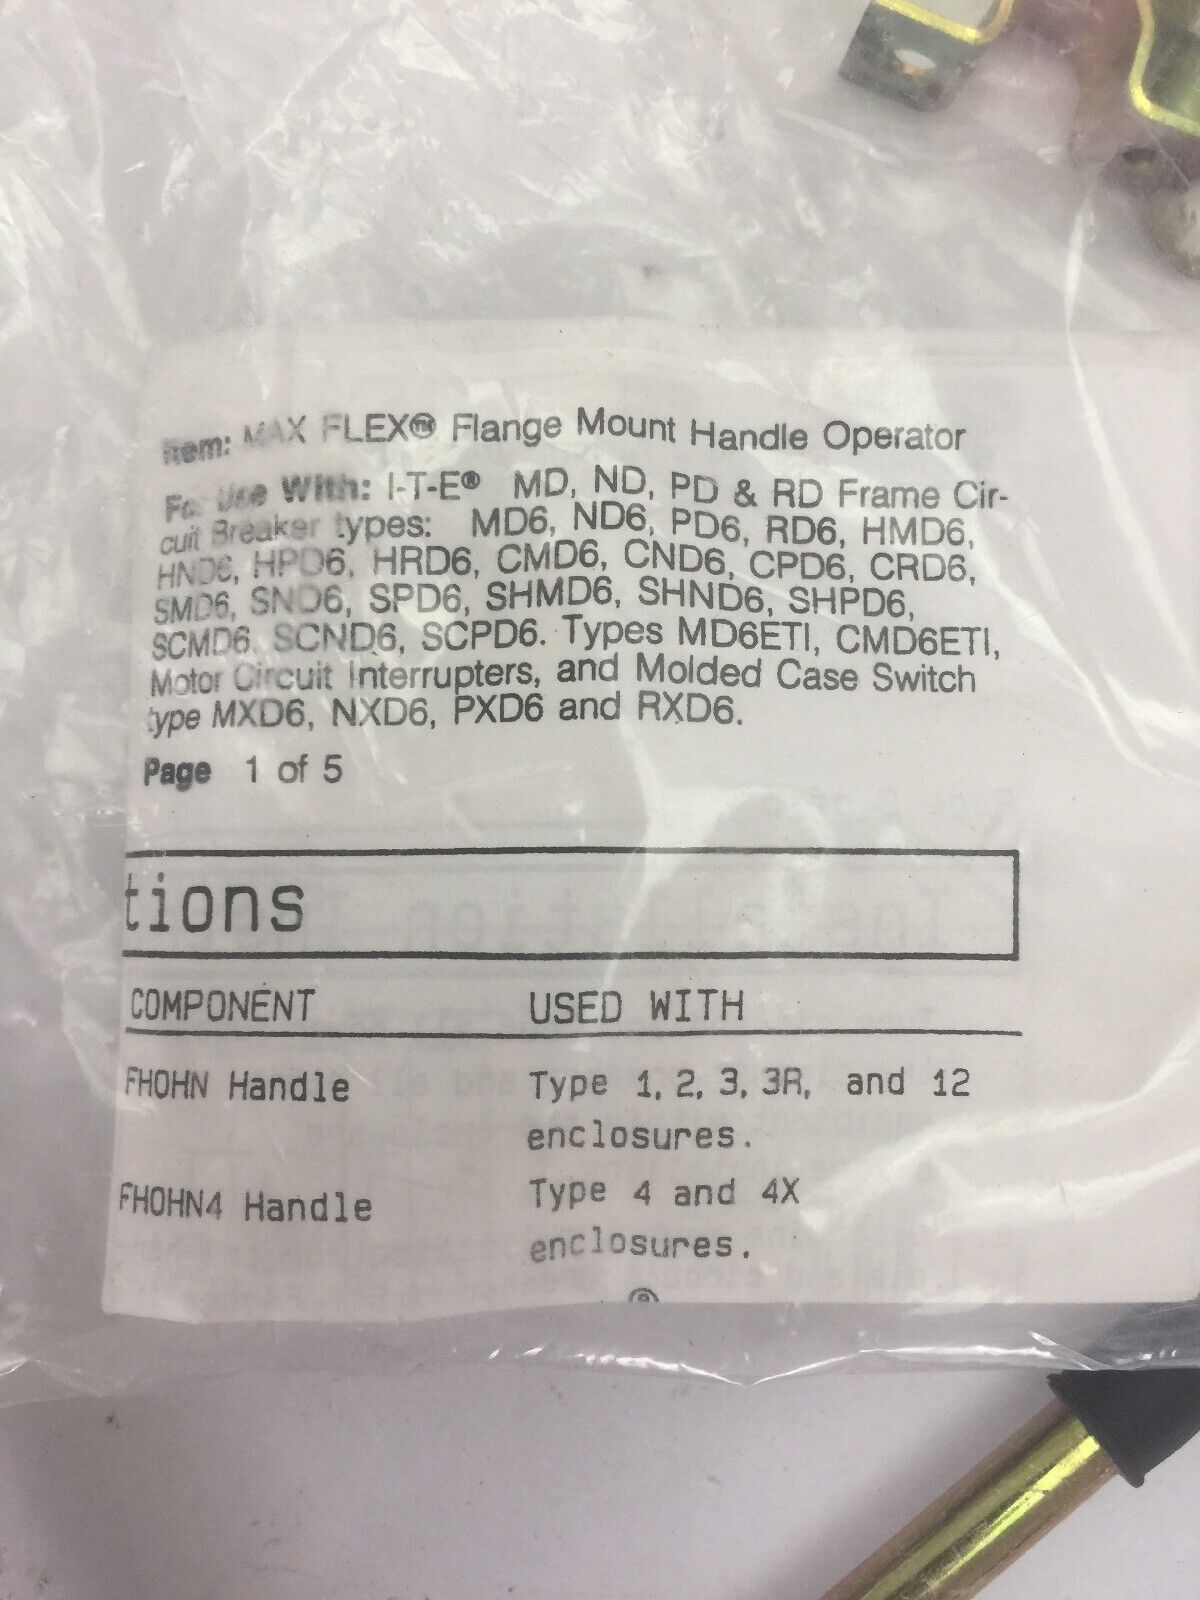 Item: MAX FLEX™ Flange Mount Handle Operator
For Use With: I-T-E® MD, ND, PD & RD Frame Cir-
cuit Breaker types: MD6, ND6, PD6, RD6, HMD6,
HND6, HPD6, HRD6, CMD6, CND6, CPD6, CRD6,
SMD6, SND6, SPD6, SHMD6, SHND6, SHPD6,
SCMD6, SCND6, SCPD6. Types MD6ETI, CMD6ETI,
Motor Circuit Interrupters, and Molded Case Switch
type MXD6, NXD6, PXD6 and RXD6.
Page 1 of 5
tions
COMPONENT USED WITH
FHOHN Handle Type 1, 2, 3, 3R, and 12
enclosures.
FHOHN4 Handle Type 4 and 4X
enclosures.